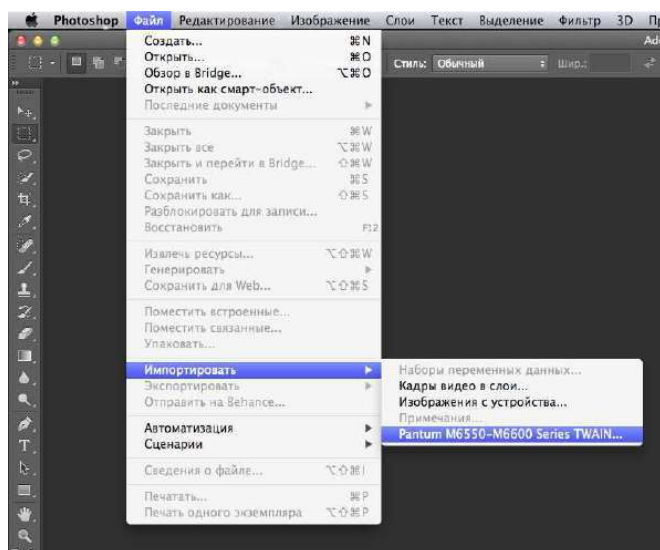 Photoshop Файл Редактирование Изображение Слои Текст Выделение Фильтр 3D
Ado
Стиль: Обычный Шир.:
Создать... ⌘N
Открыть... ⌘O
Обзор в Bridge... ⌥⌘O
Открыть как смарт-объект...
Последние документы
Закрыть ⌘W
Закрыть все ⌥⌘W
Закрыть и перейти в Bridge... ⇧⌘W
Сохранить ⌘S
Сохранить как... ⇧⌘S
Разблокировать для записи...
Восстановить F12
Извлечь ресурсы... ⌥⇧⌘W
Генерировать
Сохранить для Web... ⌥⇧⌘S
Поместить встроенные...
Поместить связанные...
Упаковать...
Импортировать
Экспортировать
Отправить на Behance...
Автоматизация
Сценарии
Сведения о файле... ⌥⇧⌘I
Печатать... ⌘P
Печать одного экземпляра ⌥⇧⌘P
Наборы переменных данных...
Кадры видео в слои...
Изображения с устройства...
Примечания...
Pantum M6550-M6600 Series TWAIN...